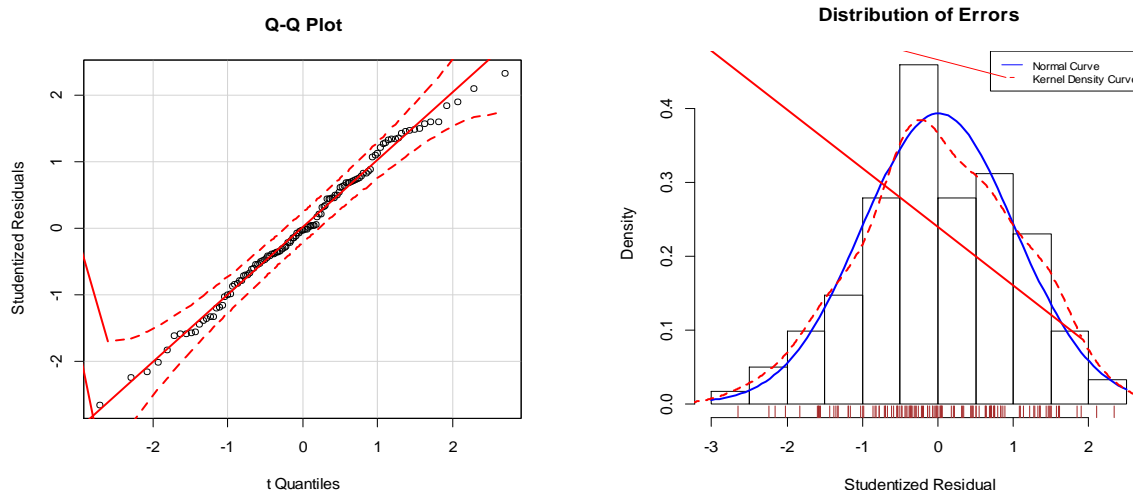 Q-Q Plot
Studentized Residuals
2
1
0
-1
-2
-2
-1
0
1
2
t Quantiles
Distribution of Errors
Normal Curve
Kernel Density Curve
Density
0.4
0.3
0.2
0.1
0.0
-3
-2
-1
0
1
2
Studentized Residual